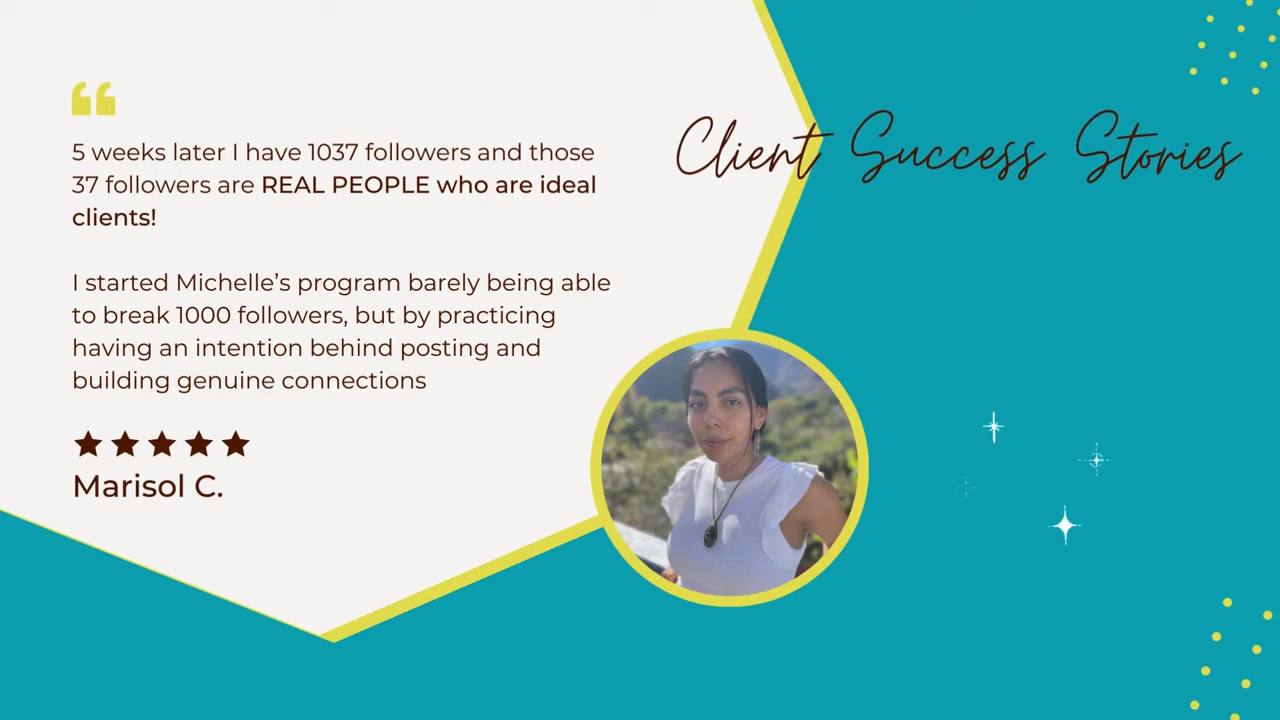 Client Success Stories
“
5 weeks later I have 1037 followers and those
37 followers are REAL PEOPLE who are ideal
clients!
I started Michelle’s program barely being able
to break 1000 followers, but by practicing
having an intention behind posting and
building genuine connections
Marisol C.